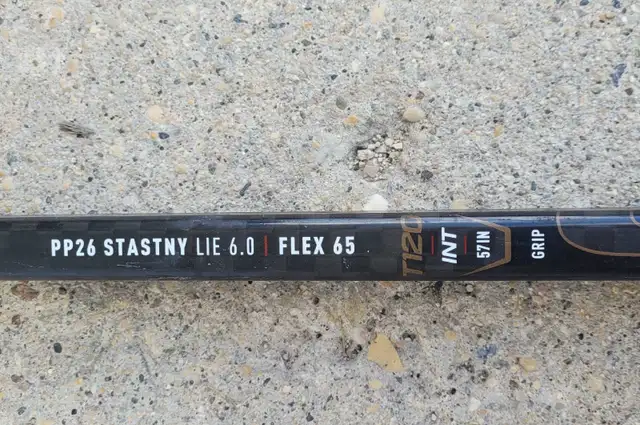 PP26 STASTNY LIE 6.0 | FLEX 65
T120
INT
57IN
GRIP